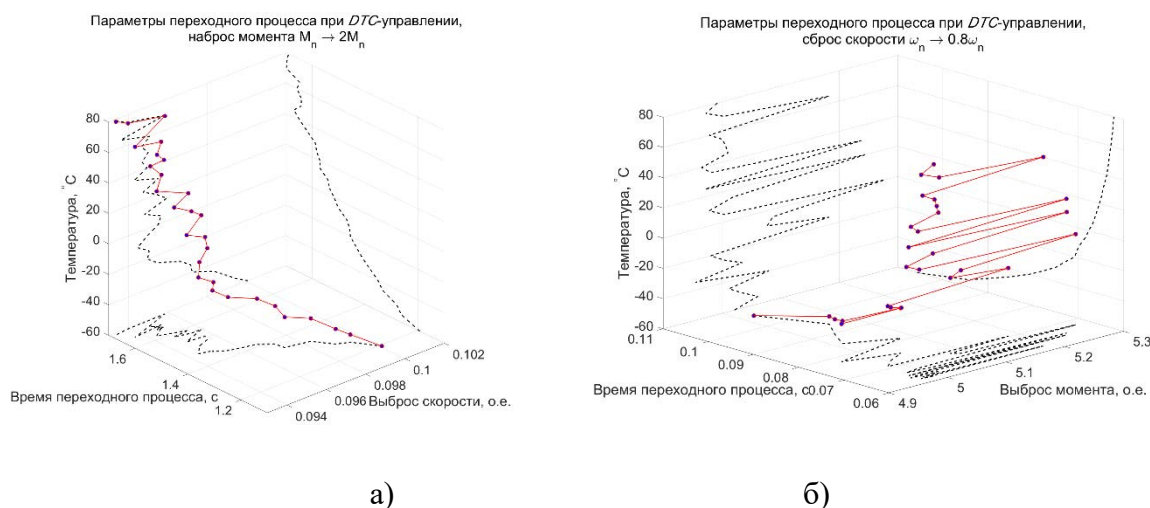 Параметры переходного процесса при DTC-управлении,
наброс момента Mn → 2Mn
80
60
40
20
0
-20
-40
-60
Температура, °C
1.6
1.4
1.2
Время переходного процесса, с
0.094
0.096
0.098
0.1
0.102
Выброс скорости, о.е.
а)
Параметры переходного процесса при DTC-управлении,
сброс скорости ωn → 0.8ωn
80
60
40
20
0
-20
-40
-60
Температура, °C
0.11
0.1
0.09
0.08
0.07
0.06
Время переходного процесса, с
4.9
5
5.1
5.2
5.3
Выброс момента, о.е.
б)